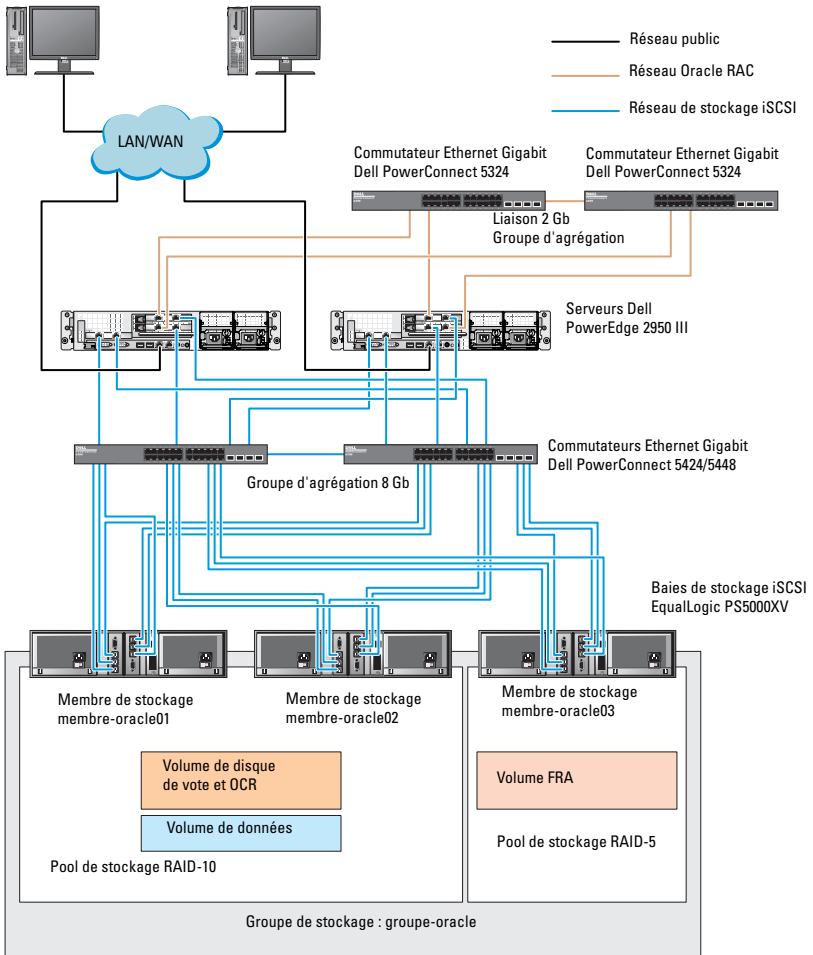 Réseau public
Réseau Oracle RAC
Réseau de stockage iSCSI
LAN/WAN
Commutateur Ethernet Gigabit
Dell PowerConnect 5324
Commutateur Ethernet Gigabit
Dell PowerConnect 5324
Liaison 2 Gb
Groupe d'agrégation
Serveurs Dell
PowerEdge 2950 III
Commutateurs Ethernet Gigabit
Dell PowerConnect 5424/5448
Groupe d'agrégation 8 Gb
Baies de stockage iSCSI
EqualLogic PS5000XV
Membre de stockage
membre-oracle01
Membre de stockage
membre-oracle02
Membre de stockage
membre-oracle03
Volume de disque
de vote et OCR
Volume FRA
Volume de données
Pool de stockage RAID-5
Pool de stockage RAID-10
Groupe de stockage : groupe-oracle